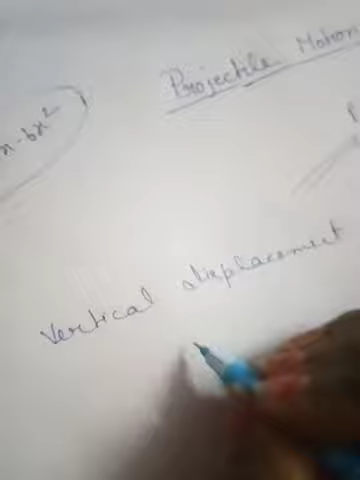 Projectile Motion
x - bx²
Vertical displacement